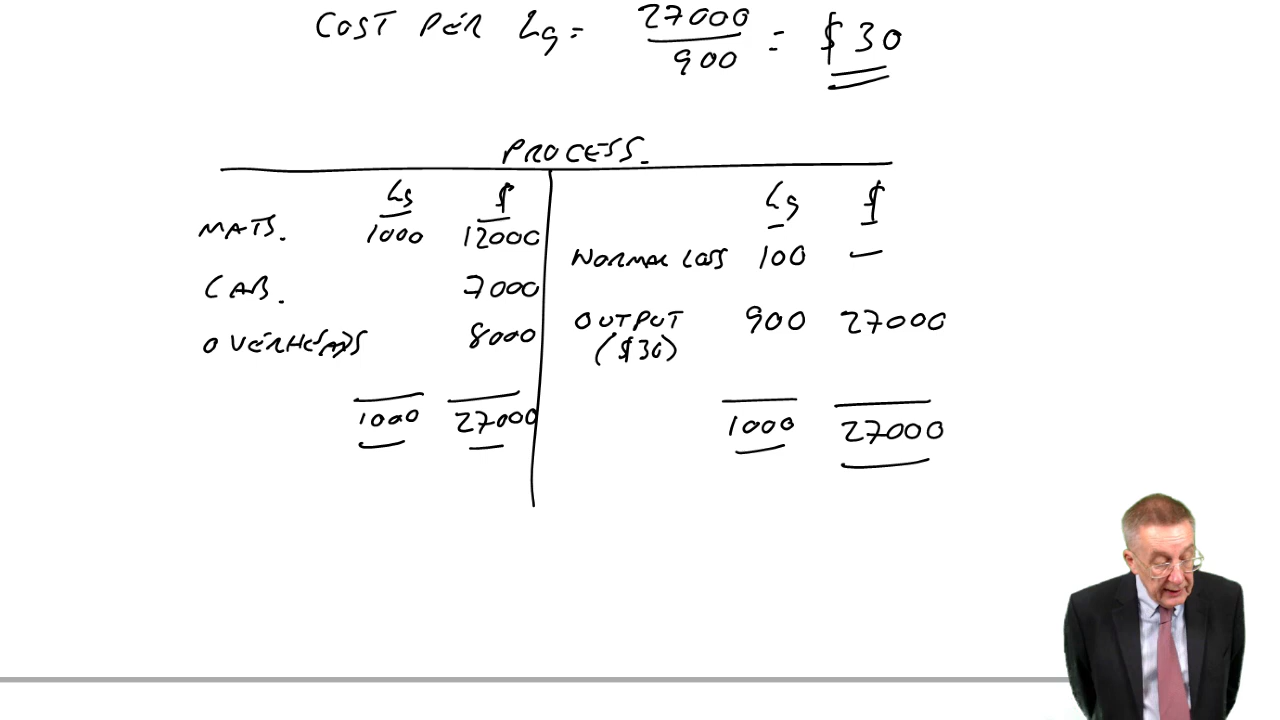 COST PER kg = 27000 / 900 = $30
PROCESS.
kg $ kg $
MATS. 1000 12000
NORMAL LOSS 100 —
LAB. 7000
OUTPUT 900 27000
($30)
OVERHEADS 8000
1000 27000 1000 27000